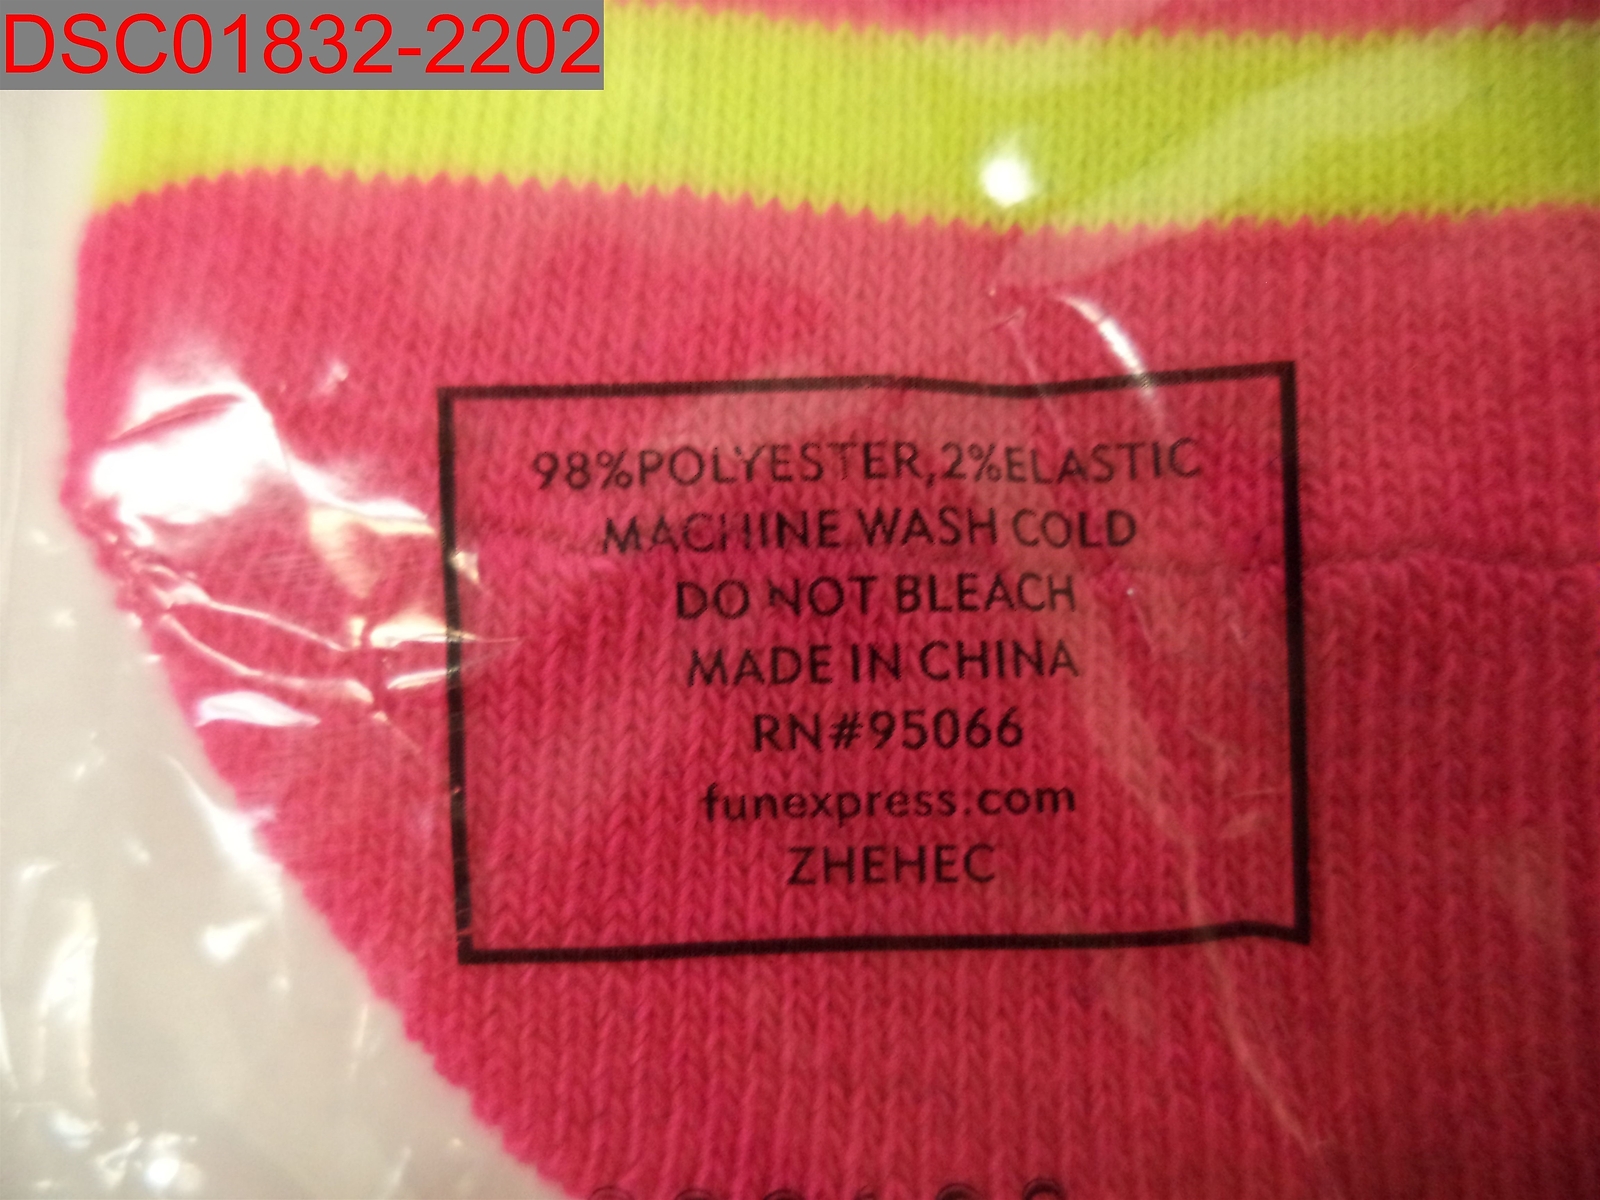 DSC01832-2202
98%POLYESTER,2%ELASTIC
MACHINE WASH COLD
DO NOT BLEACH
MADE IN CHINA
RN#95066
funexpress.com
ZHEHEC